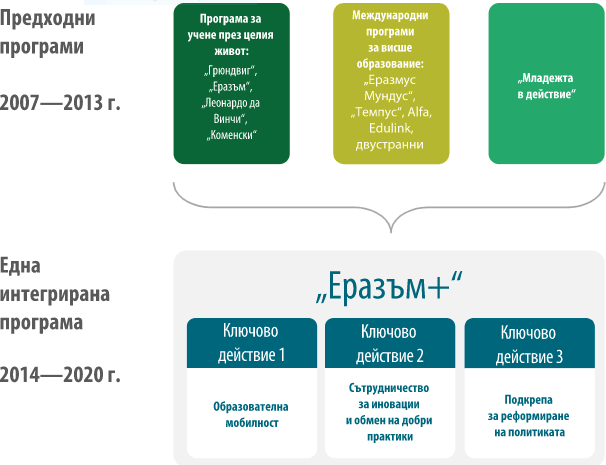 Предходни
програми
2007—2013 г.
Програма за
учене през целия
живот:
„Грюндвиг“,
„Еразъм“,
„Леонардо да
Винчи“,
„Коменски“
Международни
програми
за висше
образование:
„Еразмус
Мундус“,
„Темпус“, Alfa,
Edulink,
двустранни
„Младежта
в действие“
Една
интегрирана
програма
2014—2020 г.
„Еразъм+“
Ключово
действие 1
Образователна
мобилност
Ключово
действие 2
Сътрудничество
за иновации
и обмен на добри
практики
Ключово
действие 3
Подкрепа
за реформиране
на политиката